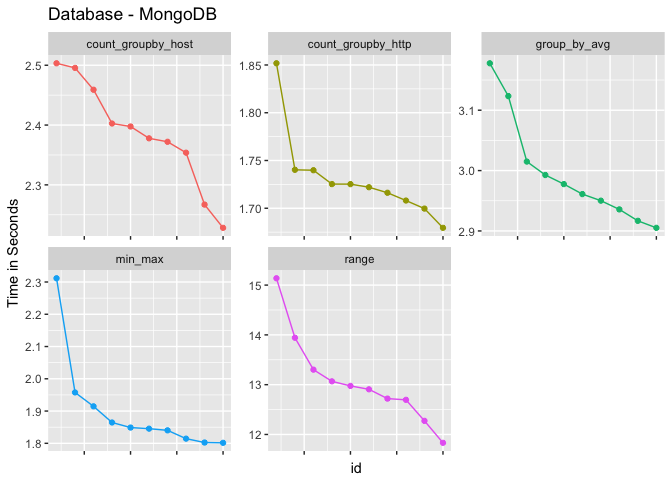 Database - MongoDB
count_groupby_host
count_groupby_http
group_by_avg
2.5
2.4
2.3
1.85
1.80
1.75
1.70
3.1
3.0
2.9
min_max
range
2.3
2.2
2.1
2.0
1.9
1.8
15
14
13
12
Time in Seconds
id